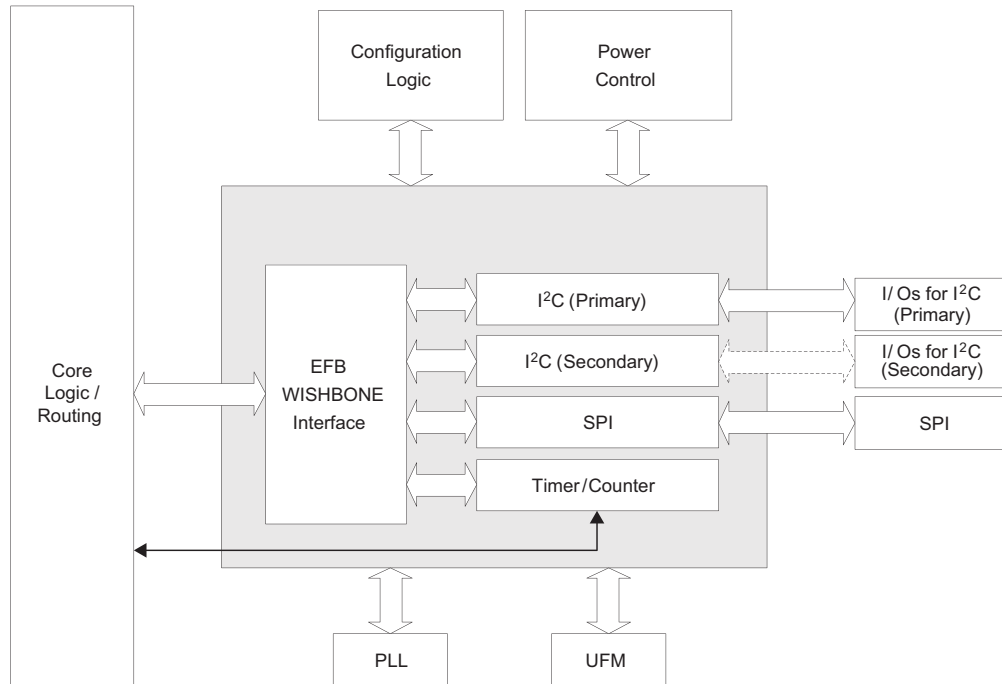 Configuration
Logic
Power
Control
Core
Logic /
Routing
EFB
WISHBONE
Interface
I²C (Primary)
I²C (Secondary)
SPI
Timer/Counter
I/Os for I²C
(Primary)
I/Os for I²C
(Secondary)
SPI
PLL
UFM